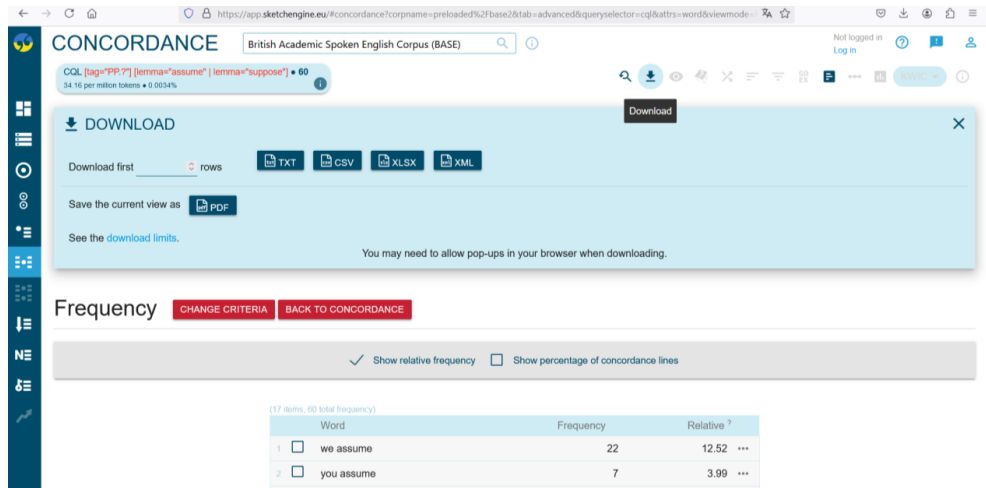 https://app.sketchengine.eu/#concordance?corpname=preloaded%2Fbase2&tab=advanced&queryselector=cql&attrs=word&viewmode=
CONCORDANCE
British Academic Spoken English Corpus (BASE)
Not logged in
Log in
CQL [tag="PP.?"] [lemma="assume" | lemma="suppose"] • 60
34.16 per million tokens • 0.0034%
KWIC
Download
DOWNLOAD
Download first rows TXT CSV XLSX XML
Save the current view as PDF
See the download limits.
You may need to allow pop-ups in your browser when downloading.
Frequency CHANGE CRITERIA BACK TO CONCORDANCE
Show relative frequency Show percentage of concordance lines
(17 items, 60 total frequency)
Word Frequency Relative ?
1 we assume 22 12.52 •••
2 you assume 7 3.99 •••